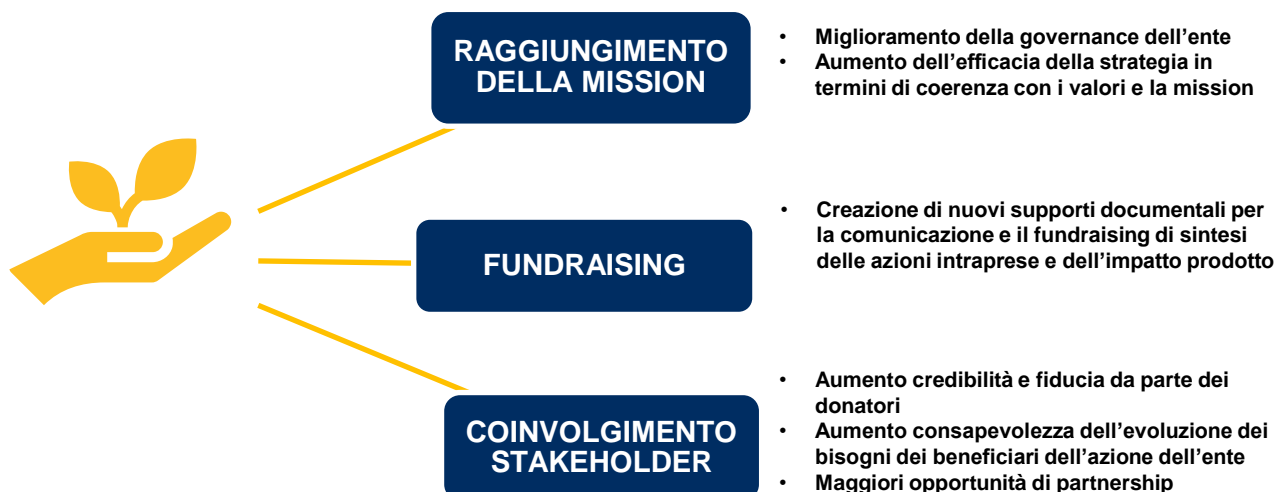 RAGGIUNGIMENTO
DELLA MISSION
• Miglioramento della governance dell'ente
• Aumento dell'efficacia della strategia in
termini di coerenza con i valori e la mission
FUNDRAISING
• Creazione di nuovi supporti documentali per
la comunicazione e il fundraising di sintesi
delle azioni intraprese e dell'impatto prodotto
COINVOLGIMENTO
STAKEHOLDER
• Aumento credibilità e fiducia da parte dei
donatori
• Aumento consapevolezza dell'evoluzione dei
bisogni dei beneficiari dell'azione dell'ente
• Maggiori opportunità di partnership